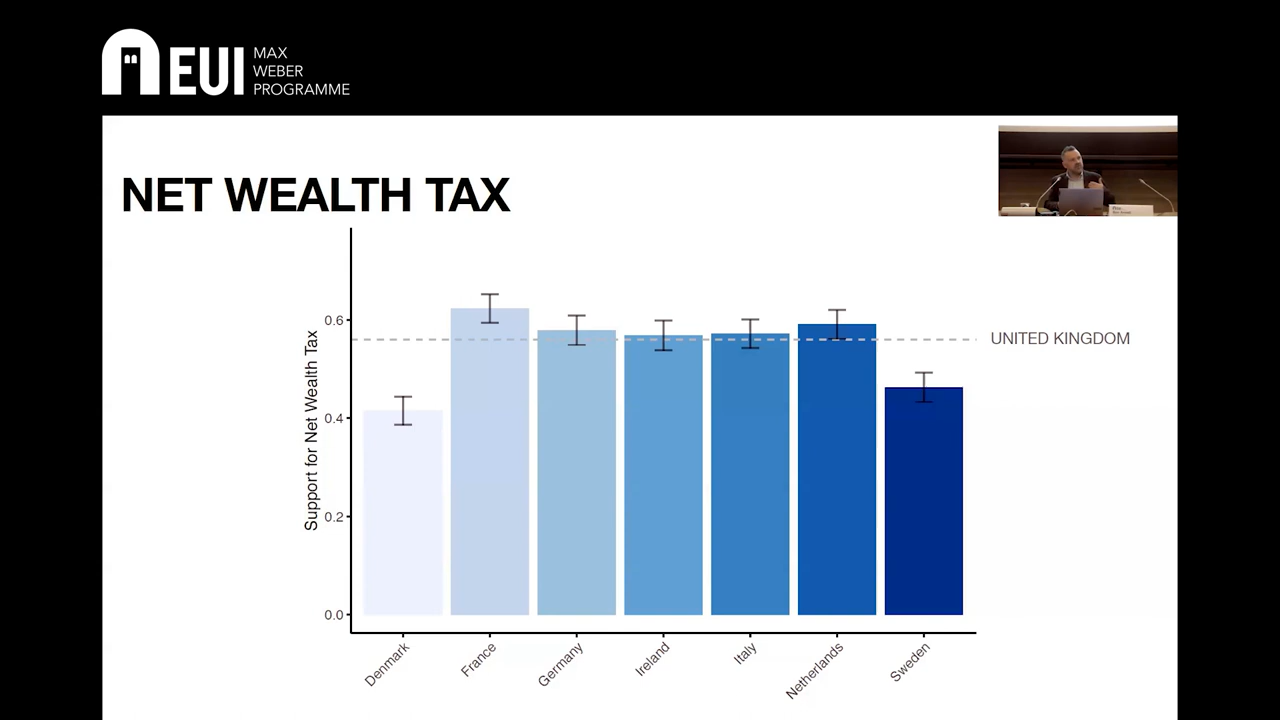 EUI
MAX
WEBER
PROGRAMME
NET WEALTH TAX
Support for Net Wealth Tax
0.6
0.4
0.2
0.0
UNITED KINGDOM
Denmark
France
Germany
Ireland
Italy
Netherlands
Sweden